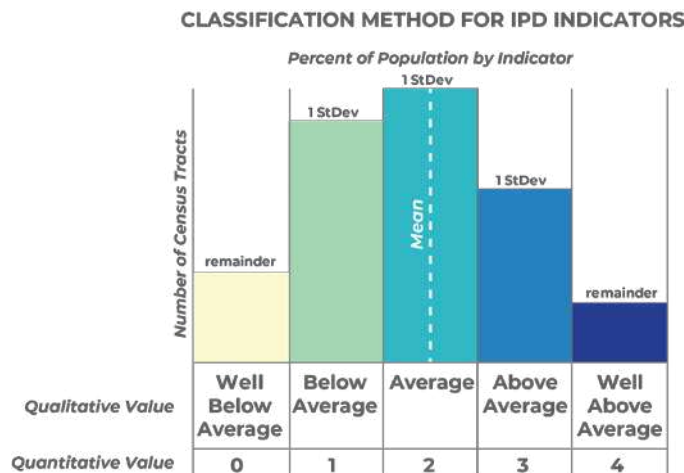 CLASSIFICATION METHOD FOR IPD INDICATORS
Percent of Population by Indicator
1 StDev
1 StDev
1 StDev
remainder
remainder
Number of Census Tracts
Mean
Qualitative Value
Well Below Average
Below Average
Average
Above Average
Well Above Average
Quantitative Value
0
1
2
3
4